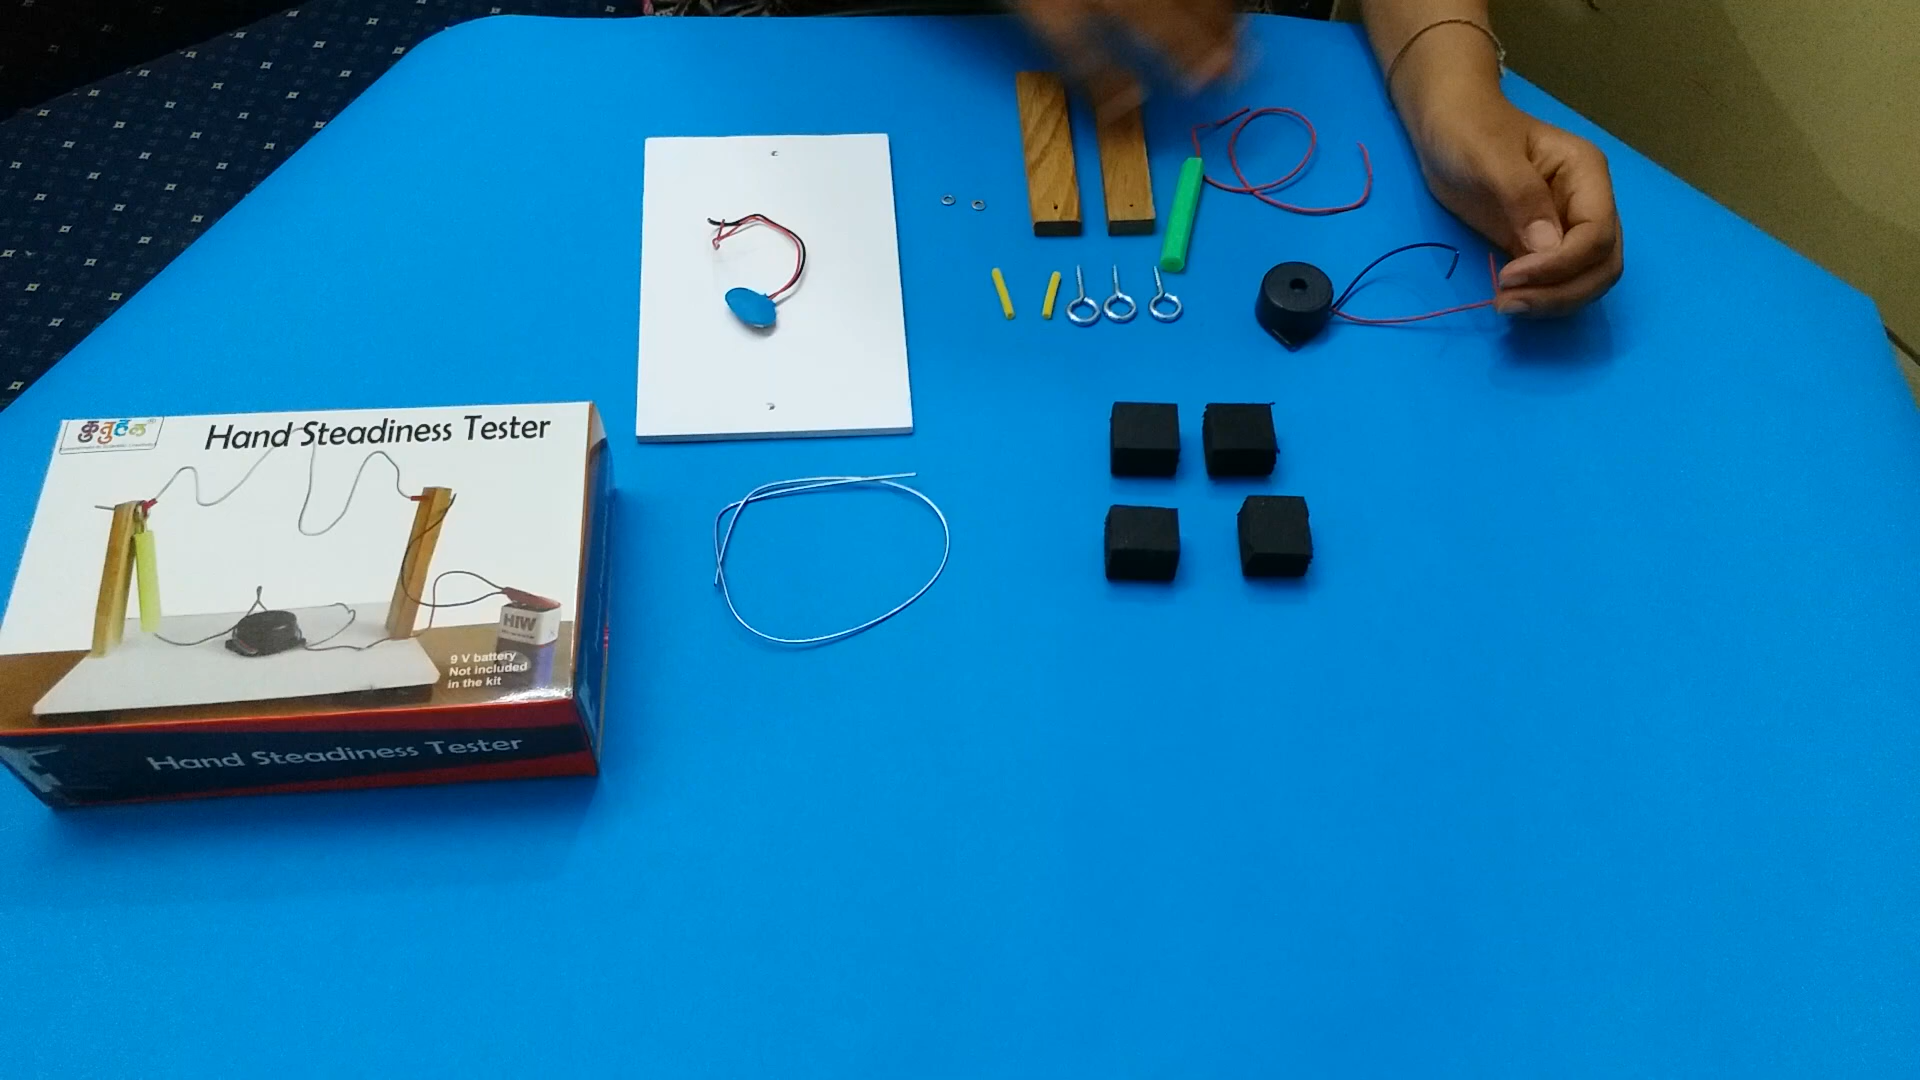 कुतुहल
Hand Steadiness Tester
HIW
9 V battery
Not included
in the kit
Hand Steadiness Tester